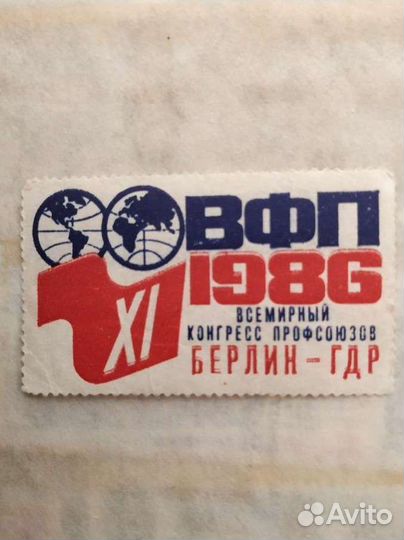 ВФП
1986
XI
ВСЕМИРНЫЙ
КОНГРЕСС ПРОФСОЮЗОВ
БЕРЛИН - ГДР
Avito